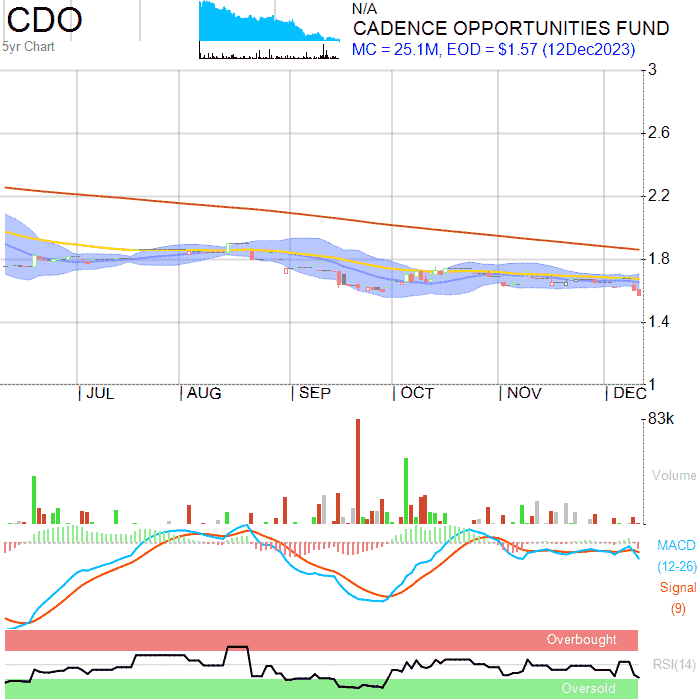 CDO
5yr Chart
N/A
CADENCE OPPORTUNITIES FUND
MC = 25.1M, EOD = $1.57 (12Dec2023)
3
2.6
2.2
1.8
1.4
1
JUL AUG SEP OCT NOV DEC
83k
Volume
MACD
(12-26)
Signal
(9)
Overbought
RSI(14)
Oversold